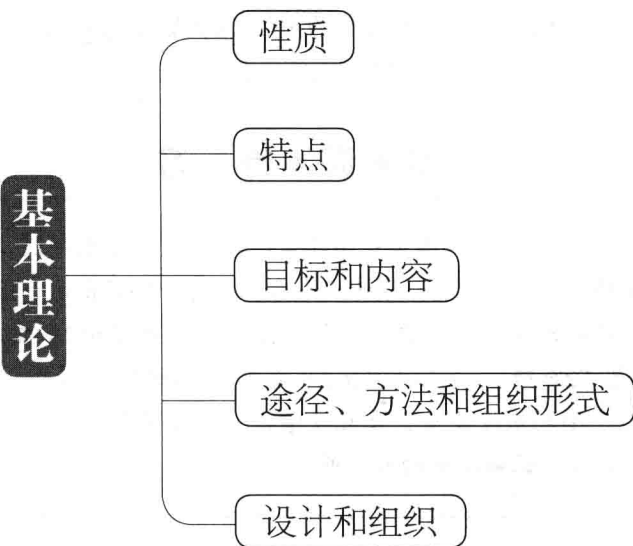 基本理论
性质
特点
目标和内容
途径、方法和组织形式
设计和组织